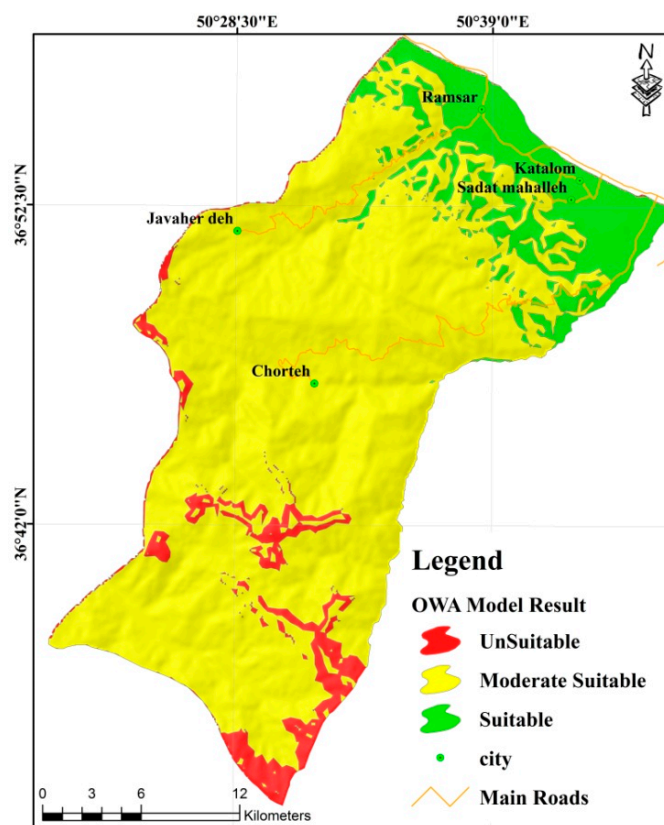 50°28'30"E 50°39'0"E
N
Ramsar
Katalom
Sadat mahalleh
36°52'30"N
Javaher deh
Chorteh
36°42'0"N
Legend
OWA Model Result
UnSuitable
Moderate Suitable
Suitable
city
Main Roads
0 3 6 12
Kilometers